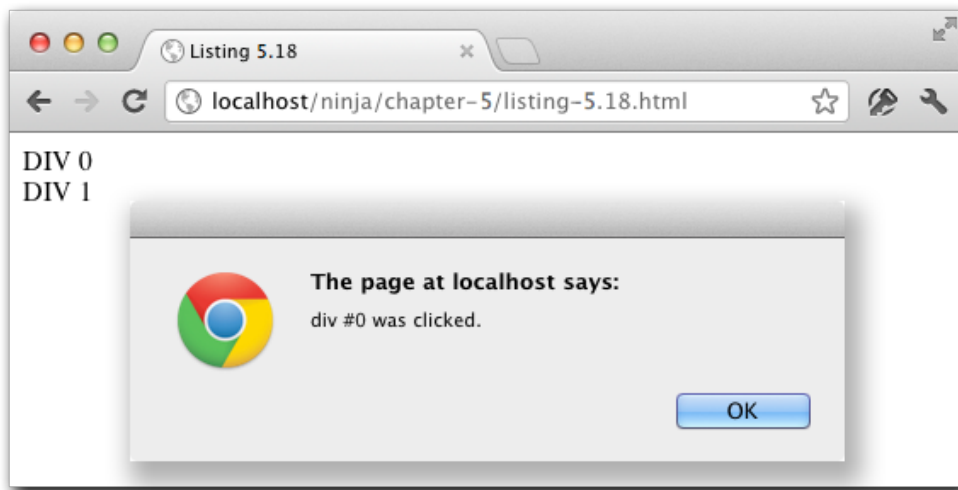 Listing 5.18
localhost/ninja/chapter-5/listing-5.18.html
DIV 0
DIV 1
The page at localhost says:
div #0 was clicked.
OK